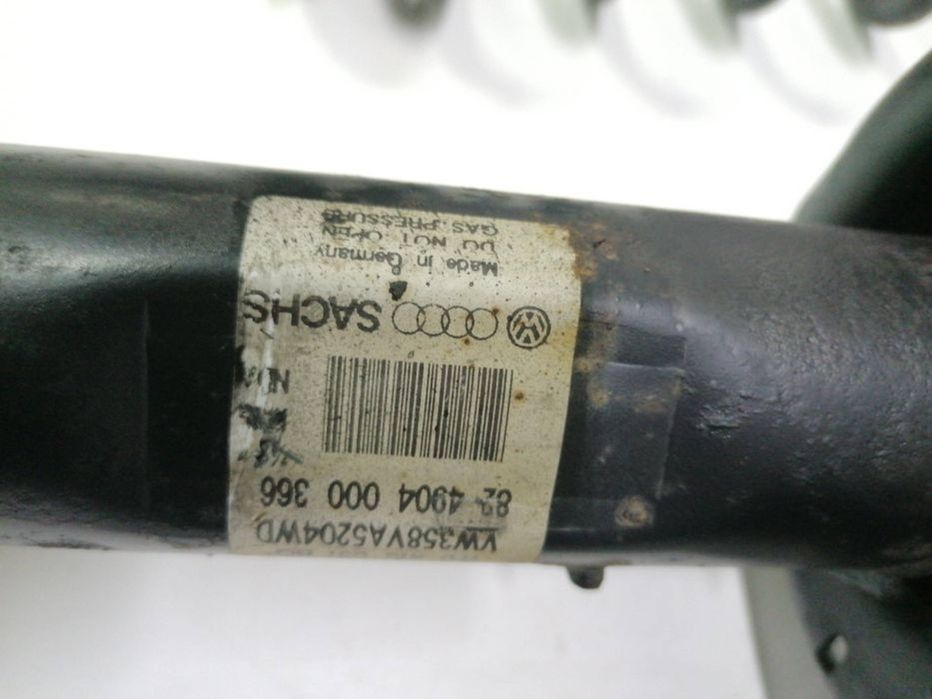 VW358VA5204WD
82 4904 000 366
SACHS
Made in Germany
DO NOT OPEN
GAS PRESSURE